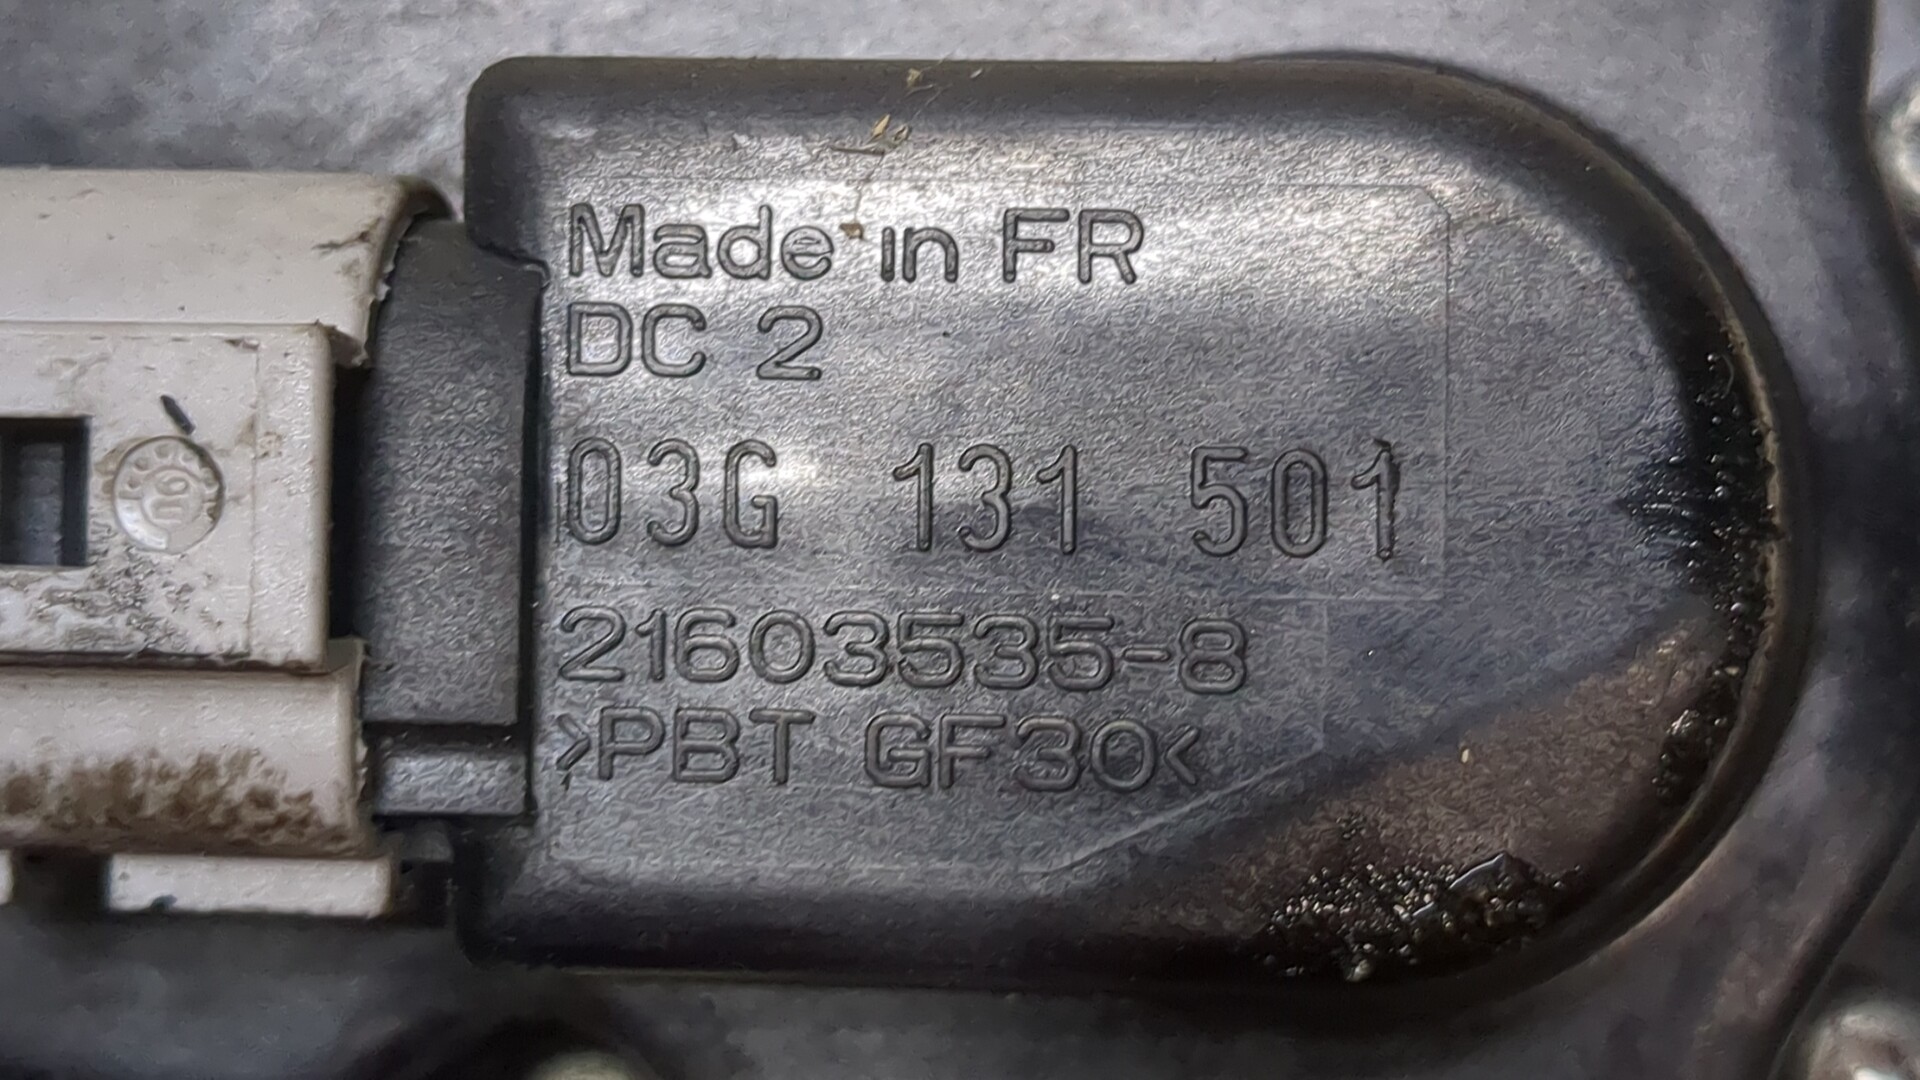 Made in FR
DC 2
03G 131 501
21603535-8
>PBT GF30<